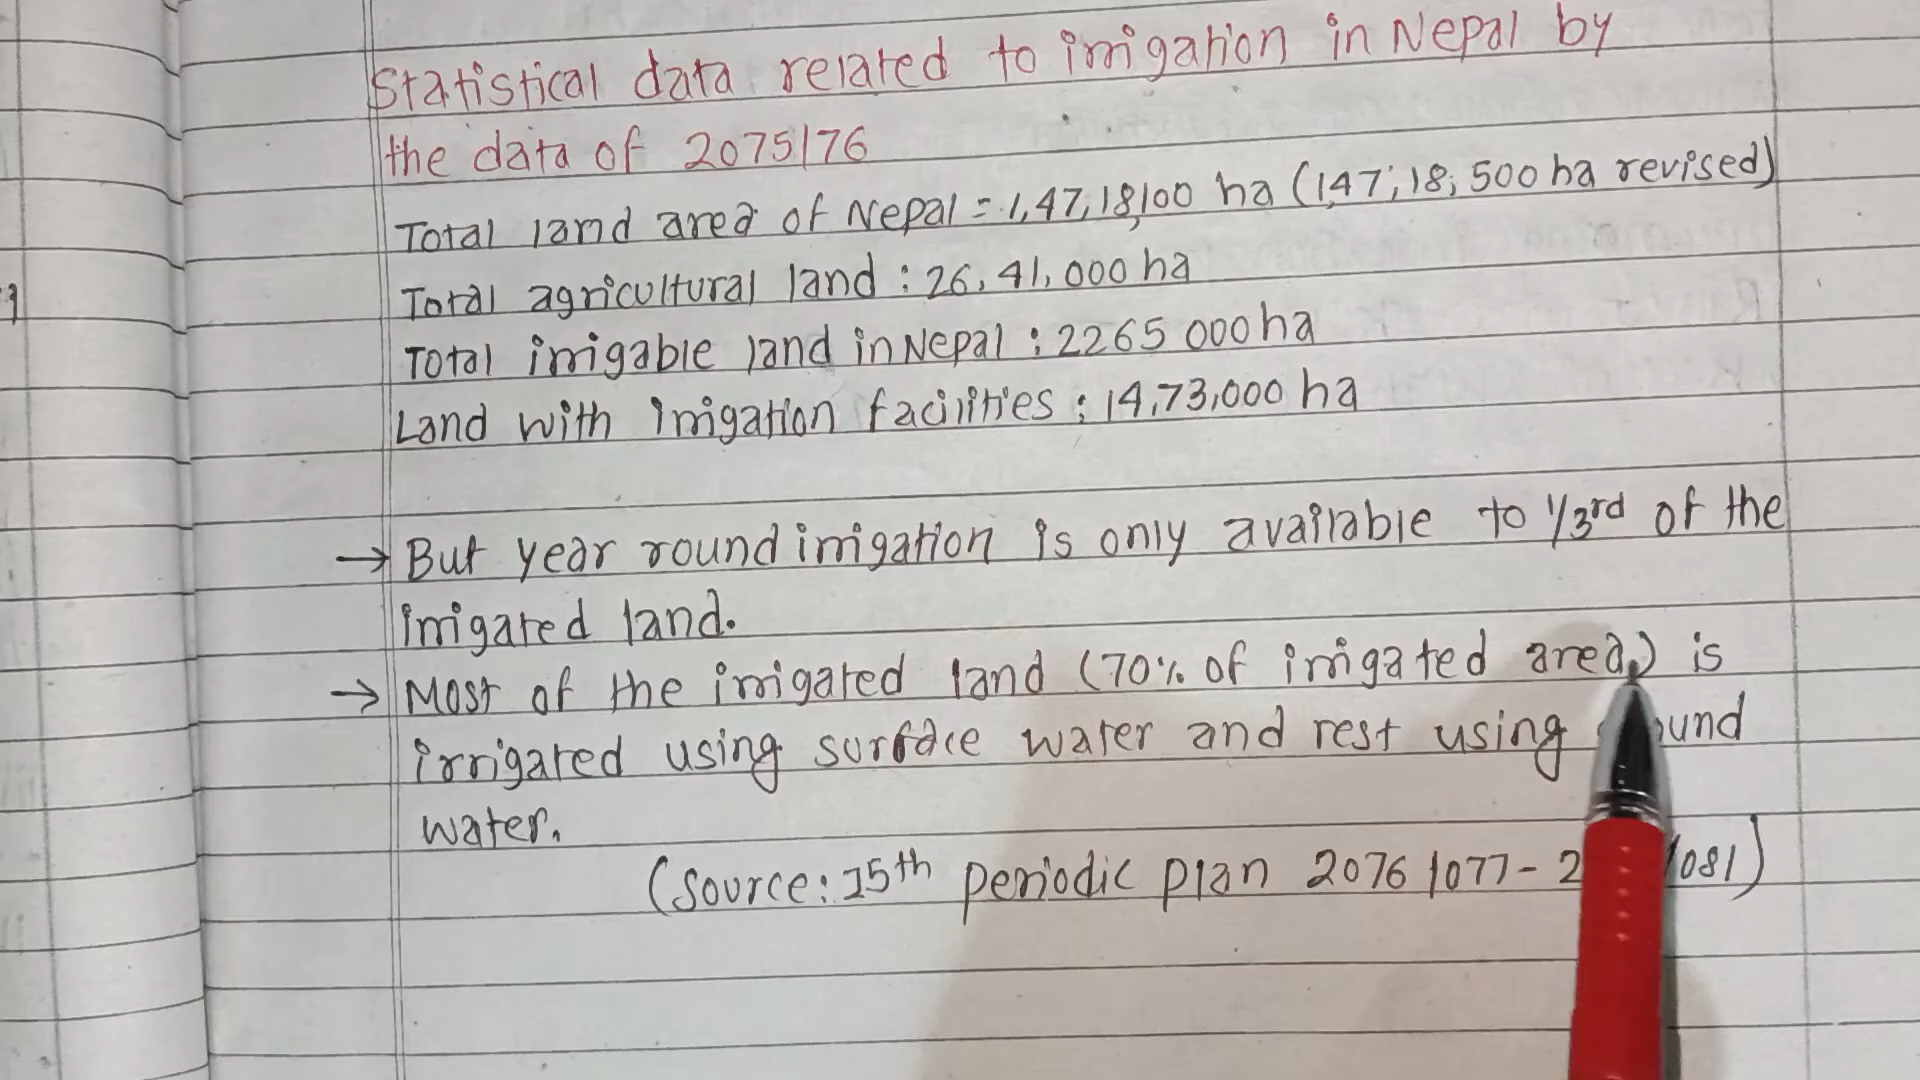 Statistical data related to irrigation in Nepal by
the data of 2075/76
Total land area of Nepal = 1,47,18,100 ha (147,18,500 ha revised)
Total agricultural land : 26,41,000 ha
Total irrigable land in Nepal : 2265 000 ha
Land with irrigation facilities : 14,73,000 ha
→ But year round irrigation is only available to 1/3rd of the
irrigated land.
→ Most of the irrigated land (70% of irrigated area) is
irrigated using surface water and rest using
water.
(Source: 15th periodic plan 2076/077-2 /081)